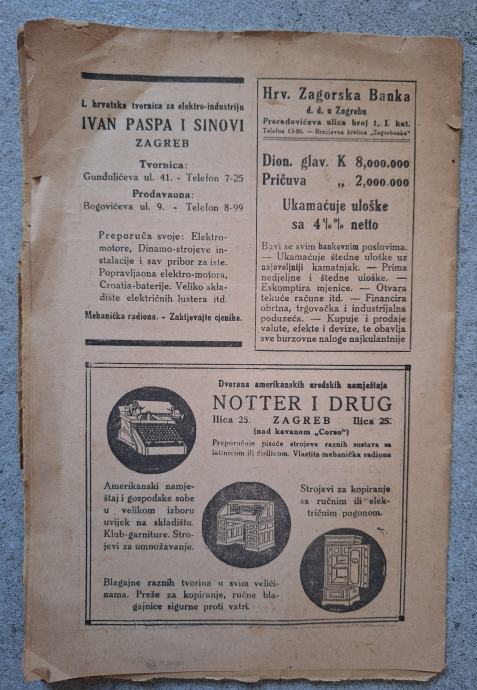 I. hrvatska tvornica za elektro-industriju
IVAN PASPA I SINOVI
ZAGREB
Tvornica:
Gundulićeva ul. 41. - Telefon 7-25
Prodavaona:
Bogovićeva ul. 9. - Telefon 8-99
Preporuča svoje: Elektro-
motore, Dinamo-strojeve in-
stalacije i sav pribor za iste.
Popravljaona elektro-motora,
Croatia-baterije. Veliko skla-
dište električnih lustera itd.
Mehanička radiona. - Zahtjevajte cjenike.
Hrv. Zagorska Banka
d. d. u Zagrebu
Preradovićeva ulica broj 1, I. kat.
Telefon 13-80. — Brzojavna kratica „Zagorbanka"
Dion. glav. K 8,000.000
Pričuva „ 2,000.000
Ukamaćuje uloške
sa 4½% netto
Bavi se svim bankovnim poslovima.
— Ukamaćuje štedne uloške uz
najpovoljniji kamatnjak. — Prima
nedjeljne i štedne uloške. —
Eskomptira mjenice. — Otvara
tekuće račune itd. — Financira
obrtna, trgovačka i industrijalna
poduzeća. — Kupuje i prodaje
valute, efekte i devize, te obavlja
sve burzovne naloge najkulantnije
Dvorana amerikanskih uredskih namještaja
NOTTER I DRUG
Ilica 25. ZAGREB Ilica 25.
(nad kavanom „Corso")
Preporučuje pisaće strojeve raznih sustava sa
latinicom ili ćirilicom. Vlastita mehanička radiona
Amerikanski namje-
štaj i gospodske sobe
u velikom izboru
uvijek na skladištu.
Klub-garniture. Stro-
jevi za umnožavanje.
Strojevi za kopiranje
sa ručnim ili elek-
tričnim pogonom.
Blagajne raznih tvorina u svim veliči-
nama. Preše za kopiranje, ručne bla-
gajnice sigurne proti vatri.